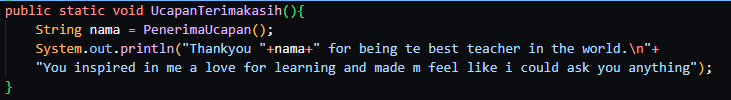 public static void UcapanTerimakasih(){
String nama = PenerimaUcapan();
System.out.println("Thankyou "+nama+" for being te best teacher in the world.\n"+
"You inspired in me a love for learning and made m feel like i could ask you anything");
}